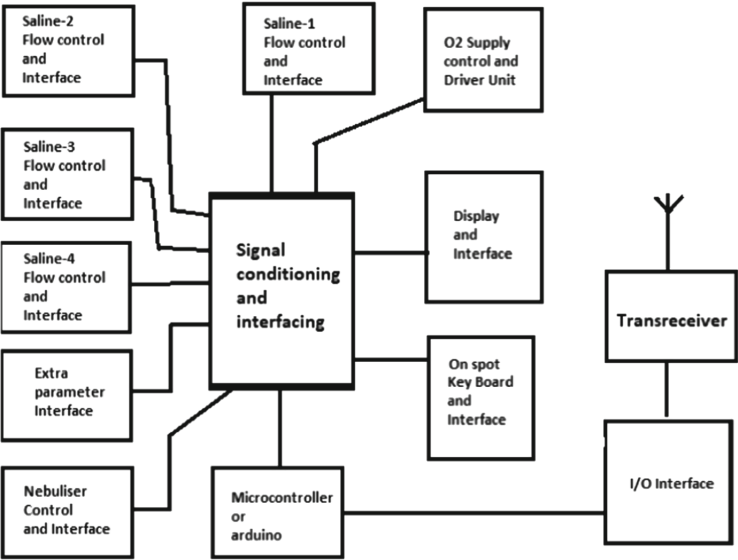 Saline-2
Flow control
and
Interface
Saline-1
Flow control
and
Interface
O2 Supply
control and
Driver Unit
Saline-3
Flow control
and
Interface
Signal
conditioning
and
interfacing
Display
and
Interface
Saline-4
Flow control
and
Interface
Transreceiver
Extra
parameter
Interface
On spot
Key Board
and
Interface
Nebuliser
Control
and Interface
Microcontroller
or
arduino
I/O Interface